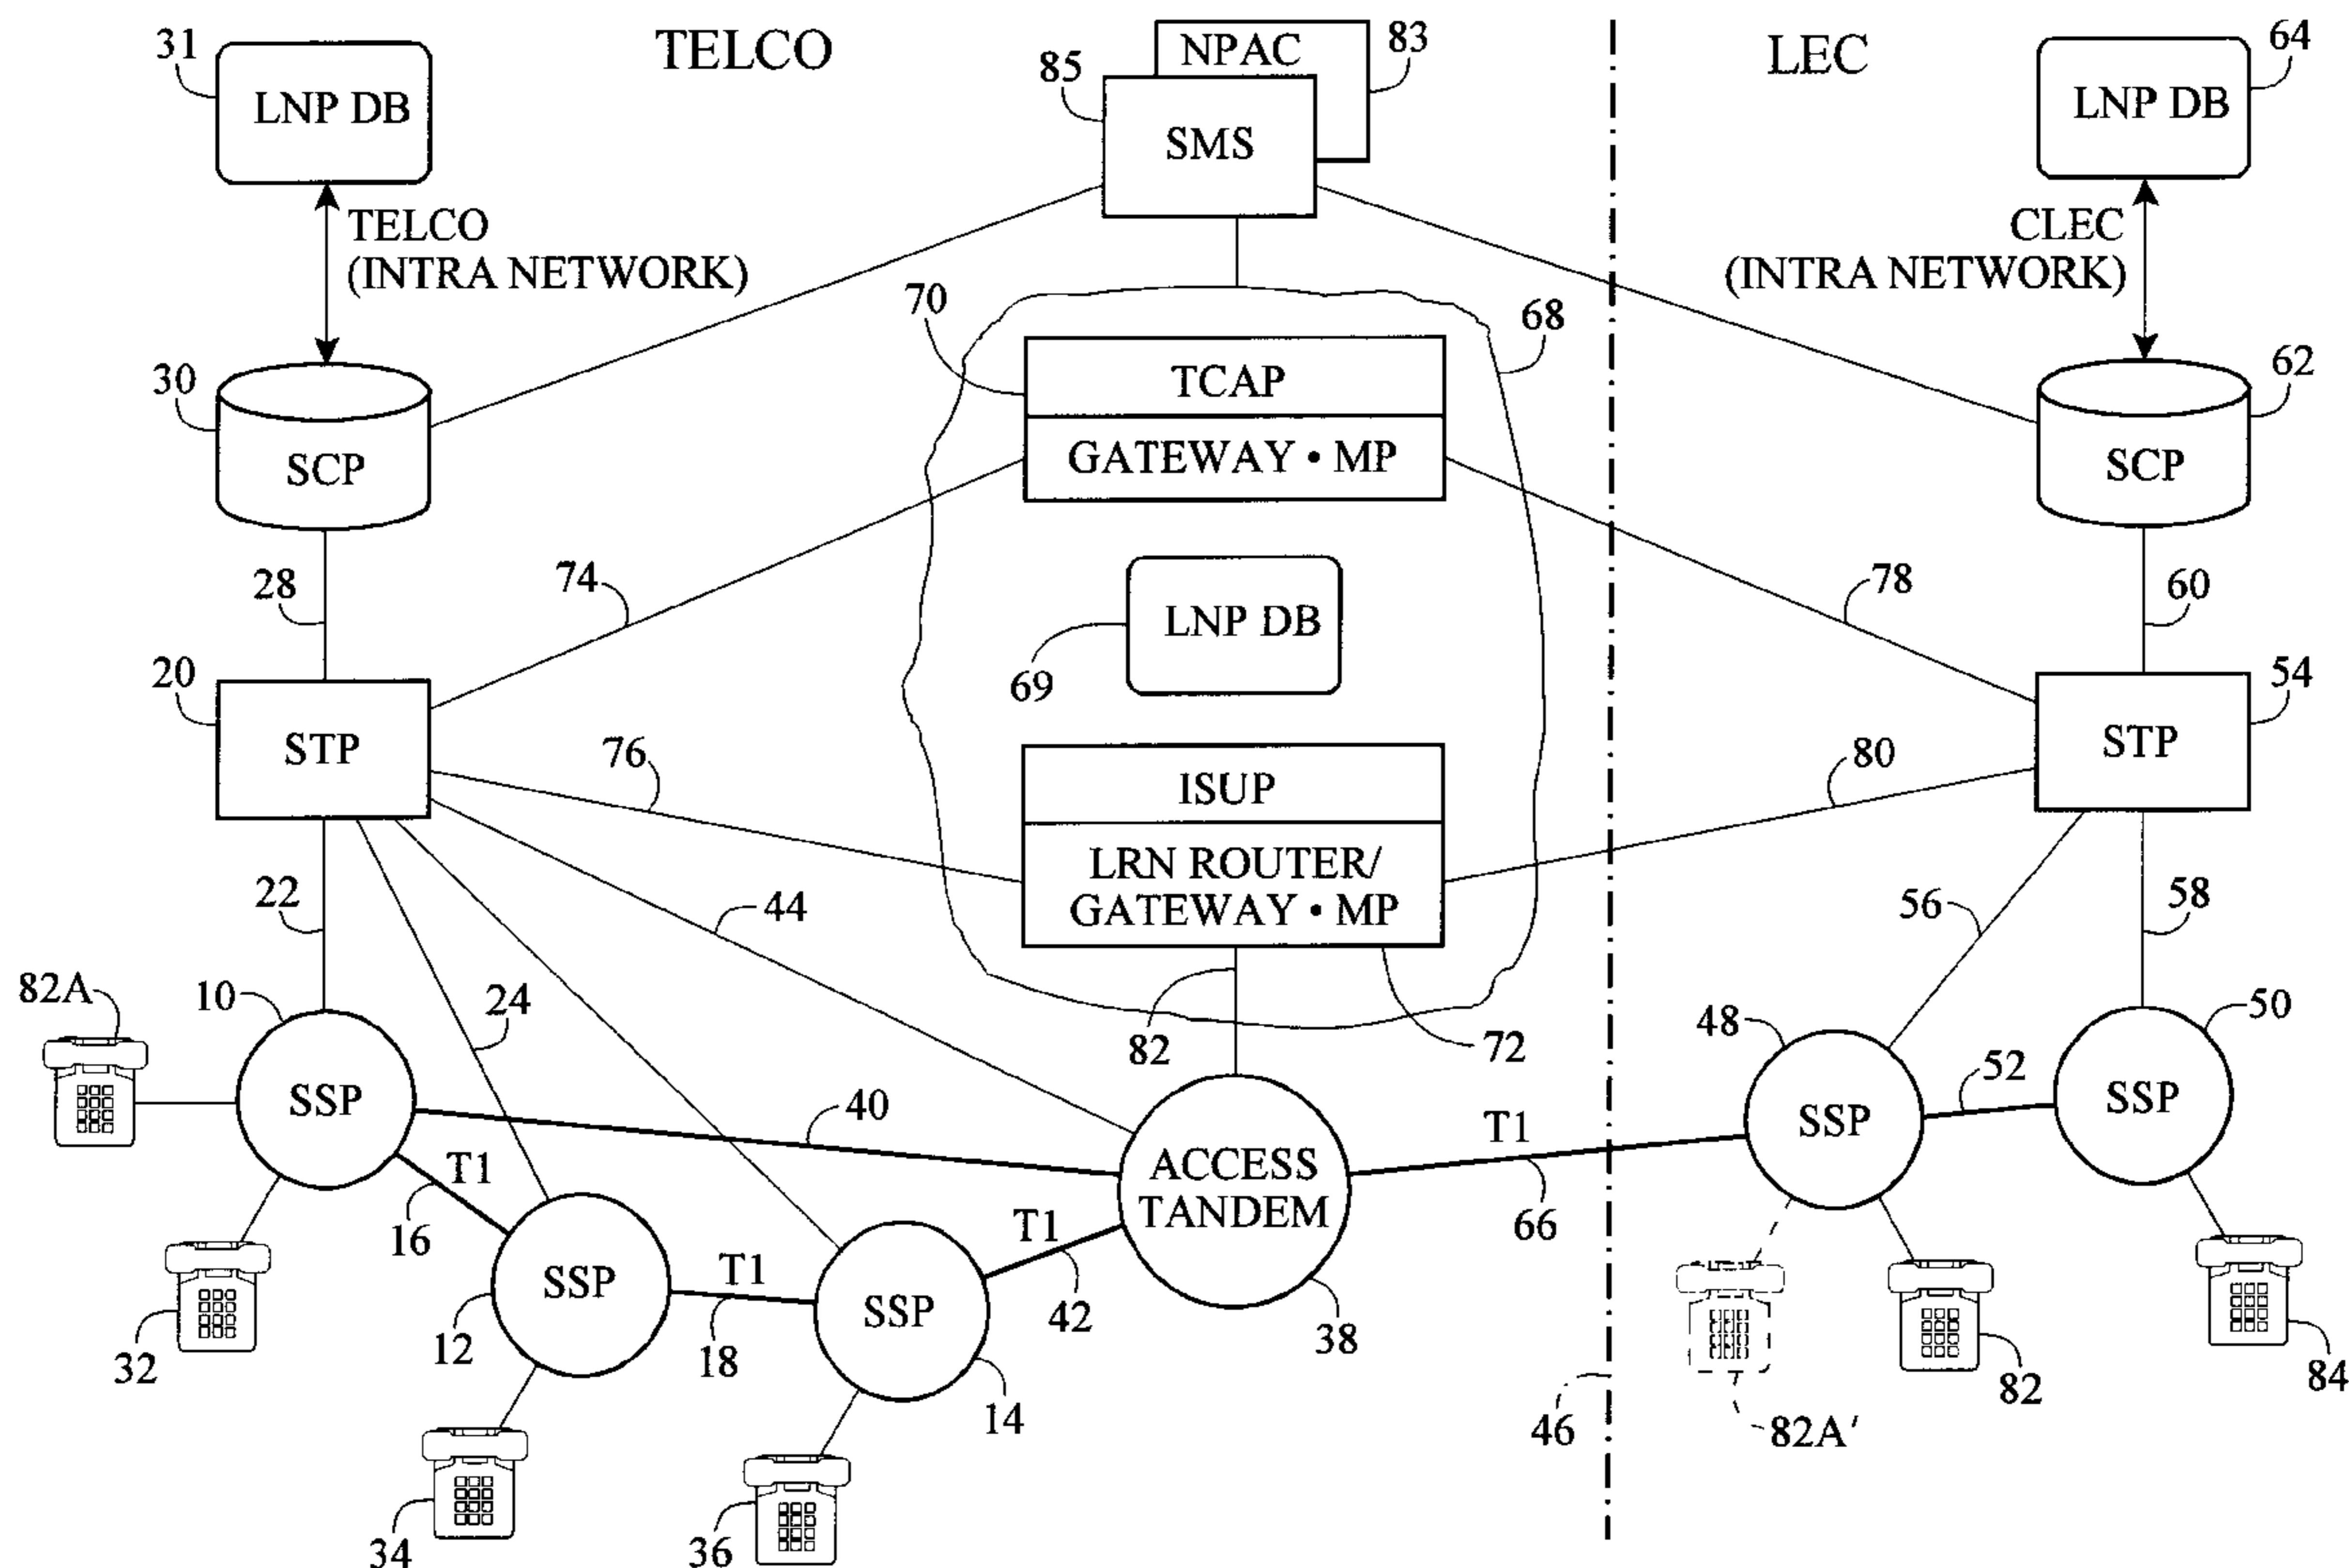 31
TELCO
NPAC
83
LEC
64
85
LNP DB
SMS
LNP DB
TELCO
(INTRA NETWORK)
CLEC
(INTRA NETWORK)
70
68
30
TCAP
62
SCP
GATEWAY • MP
SCP
28
74
78
60
LNP DB
20
69
54
STP
STP
76
80
ISUP
LRN ROUTER/
GATEWAY • MP
22
44
56
58
82A
10
24
82
72
48
50
SSP
40
T1
52
SSP
SSP
T1
ACCESS
TANDEM
16
T1
T1
66
32
12
SSP
18
SSP
42
38
14
46
82A'
82
84
34
36